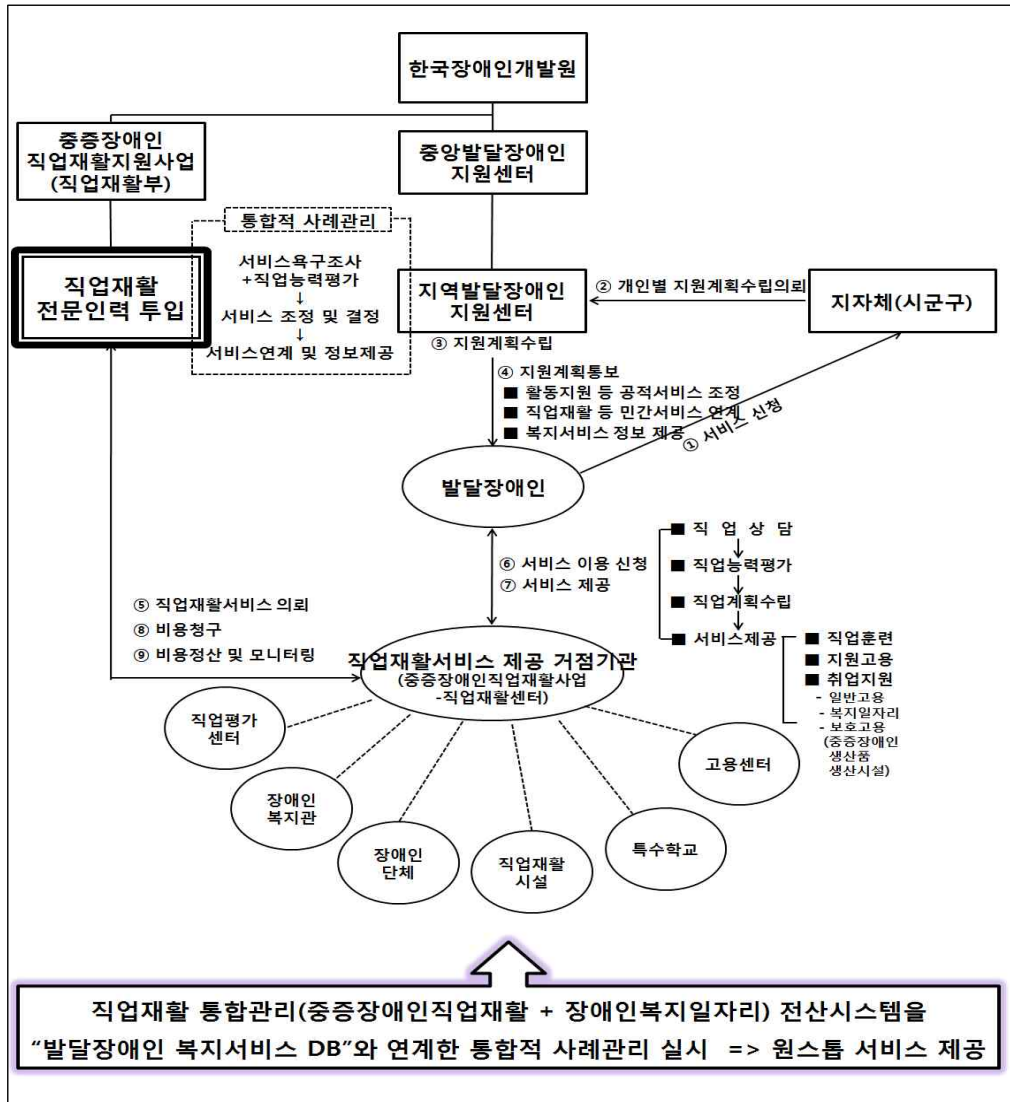 한국장애인개발원
중증장애인
직업재활지원사업
(직업재활부)
중앙발달장애인
지원센터
통합적 사례관리
서비스욕구조사
+직업능력평가
↓
서비스 조정 및 결정
↓
서비스연계 및 정보제공
직업재활
전문인력 투입
지역발달장애인
지원센터
② 개인별 지원계획수립의뢰
지자체(시군구)
③ 지원계획수립
④ 지원계획통보
■ 활동지원 등 공적서비스 조정
■ 직업재활 등 민간서비스 연계
■ 복지서비스 정보 제공
① 서비스 신청
발달장애인
⑥ 서비스 이용 신청
⑦ 서비스 제공
■ 직 업 상 담
■ 직업능력평가
■ 직업계획수립
■ 서비스제공
■ 직업훈련
■ 지원고용
■ 취업지원
- 일반고용
- 복지일자리
- 보호고용
(중증장애인
생산품
생산시설)
⑤ 직업재활서비스 의뢰
⑧ 비용청구
⑨ 비용정산 및 모니터링
직업재활서비스 제공 거점기관
(중증장애인직업재활사업
-직업재활센터)
직업평가
센터
장애인
복지관
장애인
단체
직업재활
시설
특수학교
고용센터
직업재활 통합관리(중증장애인직업재활 + 장애인복지일자리) 전산시스템을
“발달장애인 복지서비스 DB”와 연계한 통합적 사례관리 실시 => 원스톱 서비스 제공